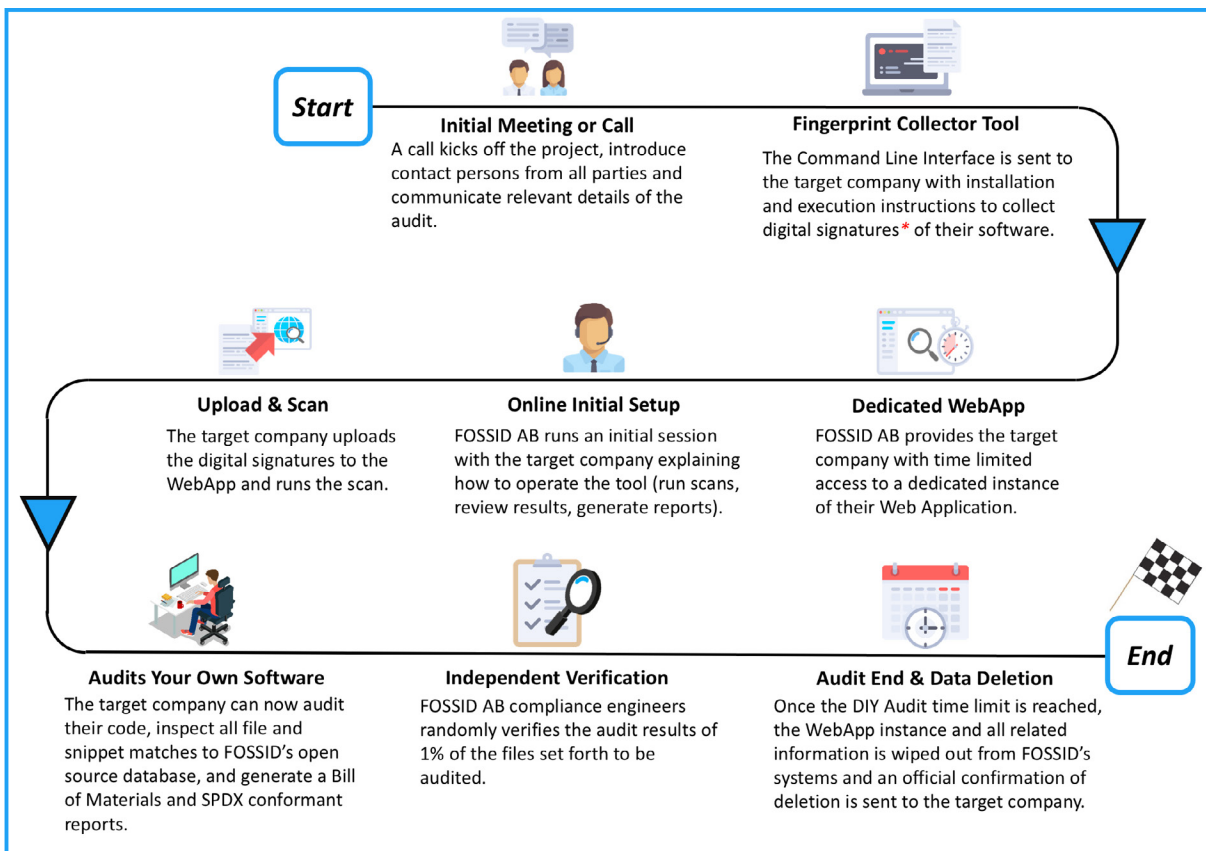 Start
Initial Meeting or Call
A call kicks off the project, introduce
contact persons from all parties and
communicate relevant details of the
audit.
Fingerprint Collector Tool
The Command Line Interface is sent to
the target company with installation
and execution instructions to collect
digital signatures* of their software.
Dedicated WebApp
FOSSID AB provides the target
company with time limited
access to a dedicated instance
of their Web Application.
Online Initial Setup
FOSSID AB runs an initial session
with the target company explaining
how to operate the tool (run scans,
review results, generate reports).
Upload & Scan
The target company uploads
the digital signatures to the
WebApp and runs the scan.
Audits Your Own Software
The target company can now audit
their code, inspect all file and
snippet matches to FOSSID’s open
source database, and generate a Bill
of Materials and SPDX conformant
reports.
Independent Verification
FOSSID AB compliance engineers
randomly verifies the audit results of
1% of the files set forth to be
audited.
Audit End & Data Deletion
Once the DIY Audit time limit is reached,
the WebApp instance and all related
information is wiped out from FOSSID’s
systems and an official confirmation of
deletion is sent to the target company.
End